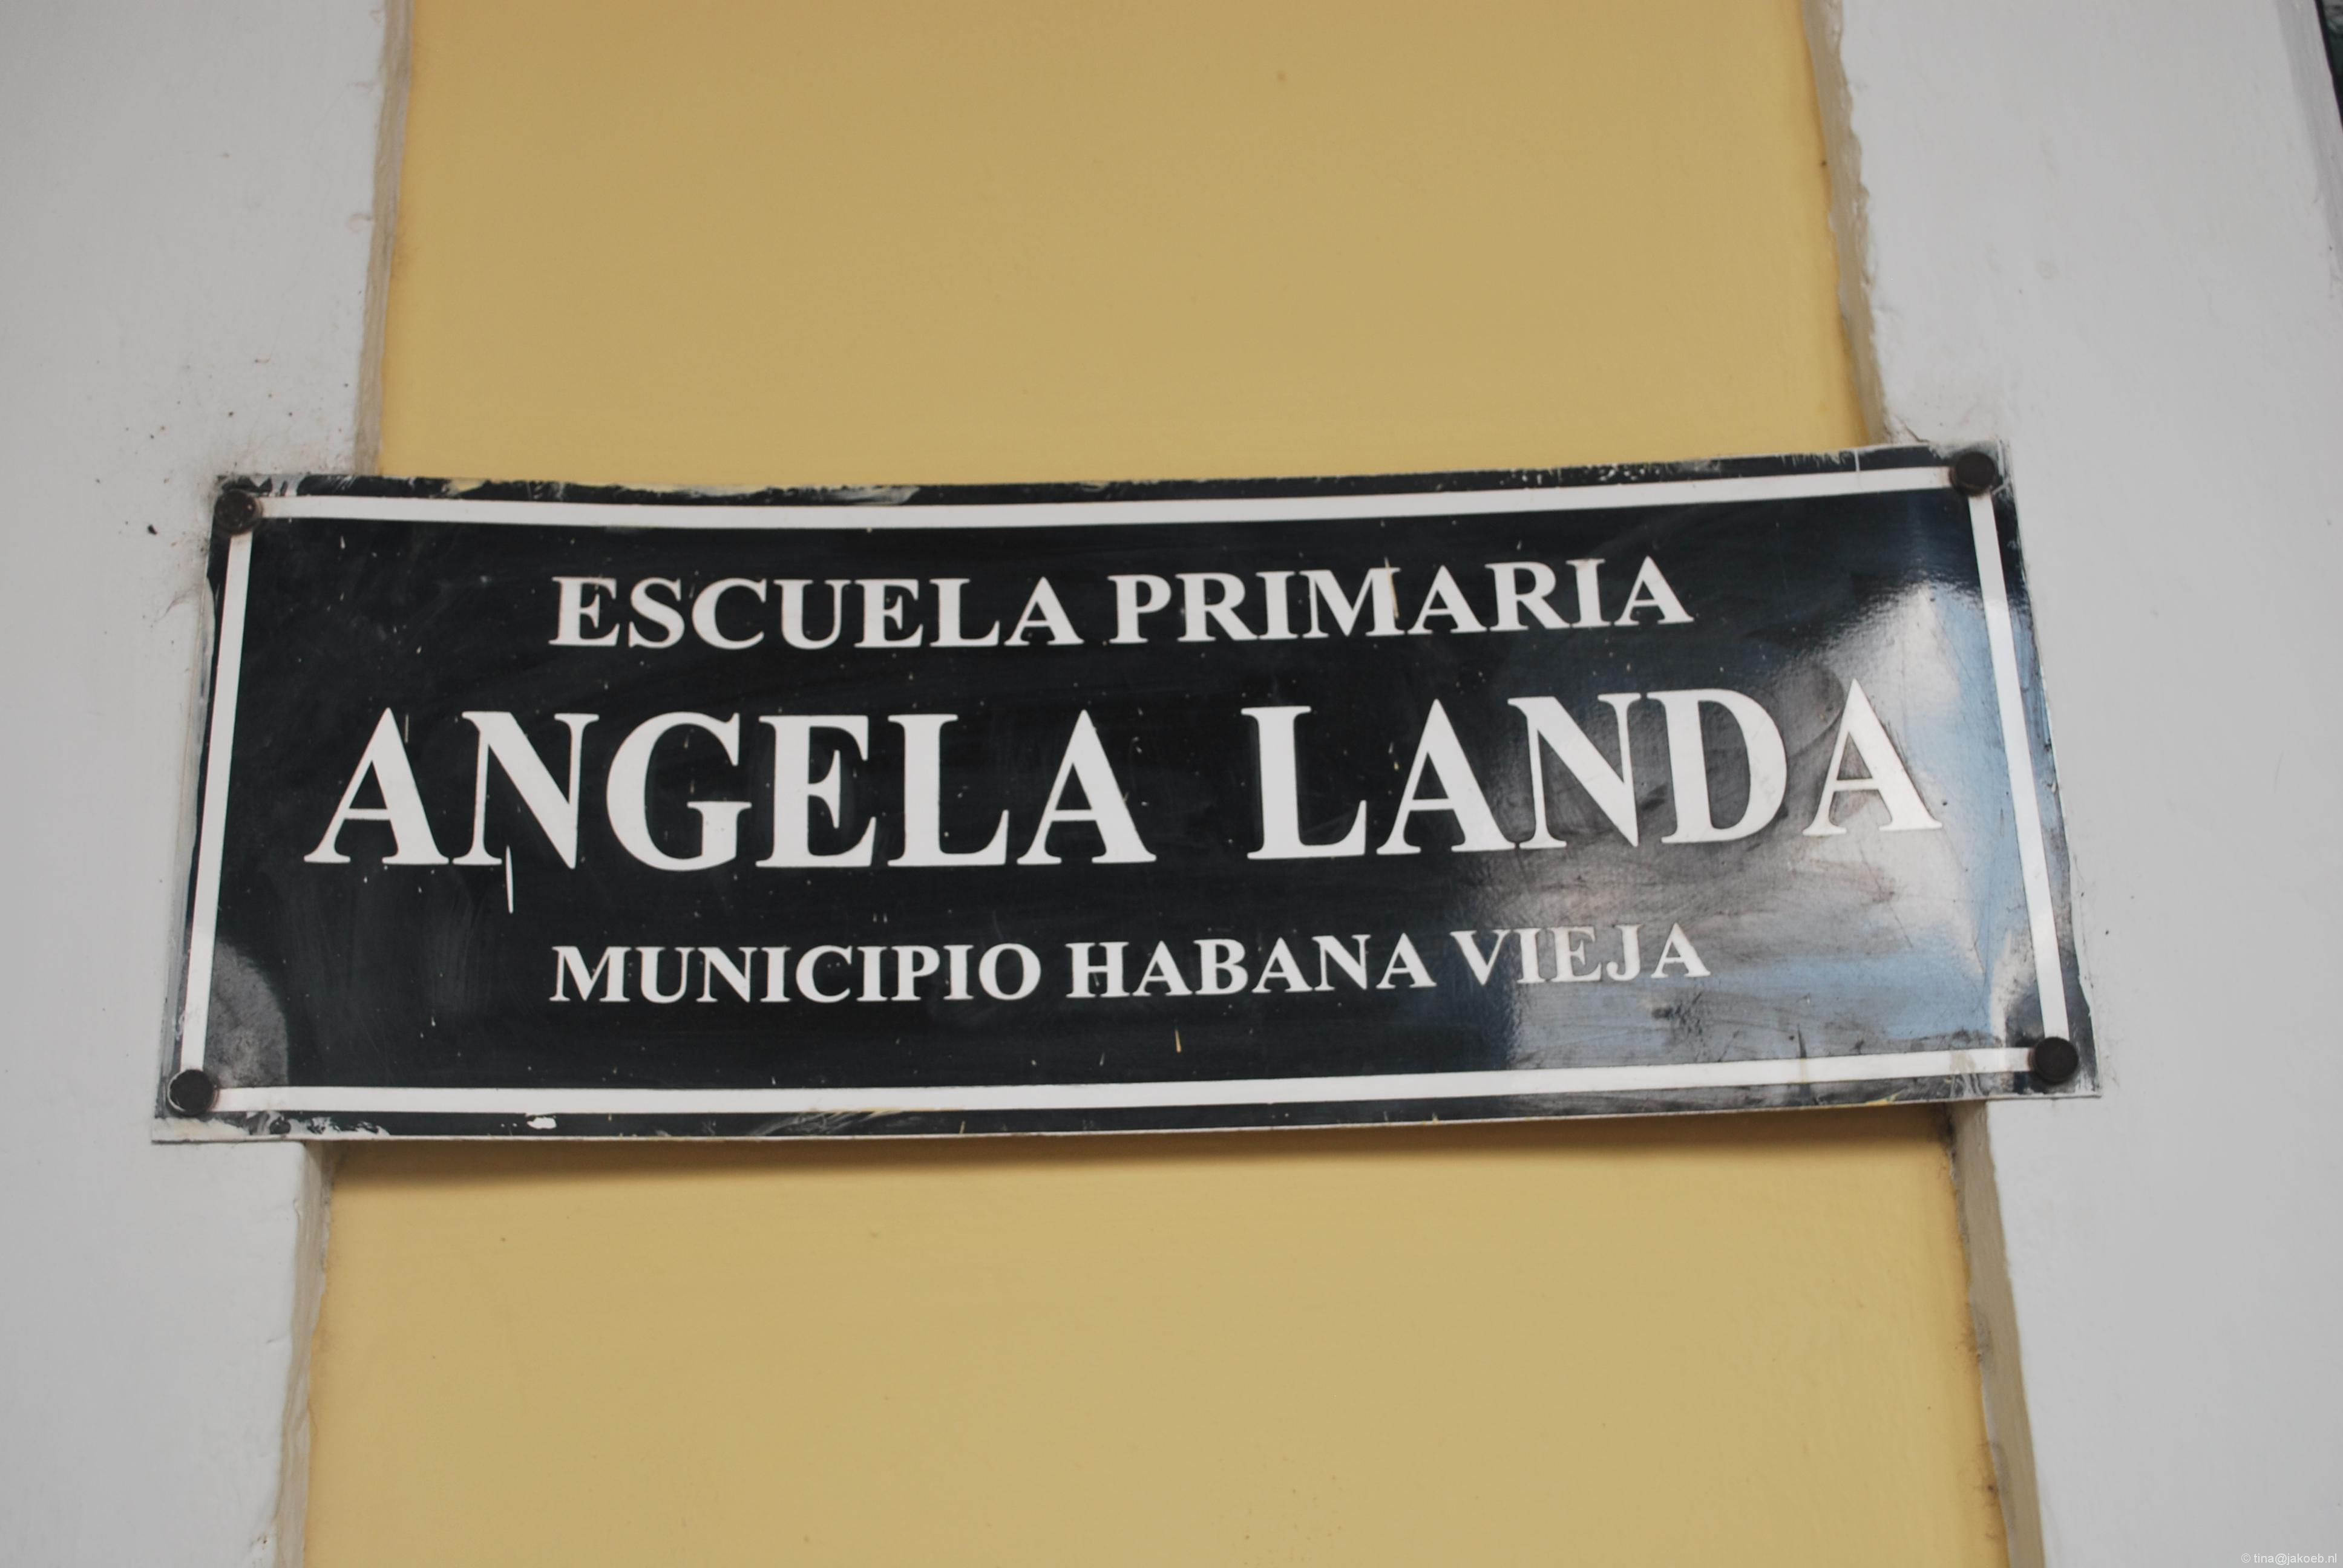 ESCUELA PRIMARIA
ANGELA LANDA
MUNICIPIO HABANA VIEJA
© tina@jakoeb.nl